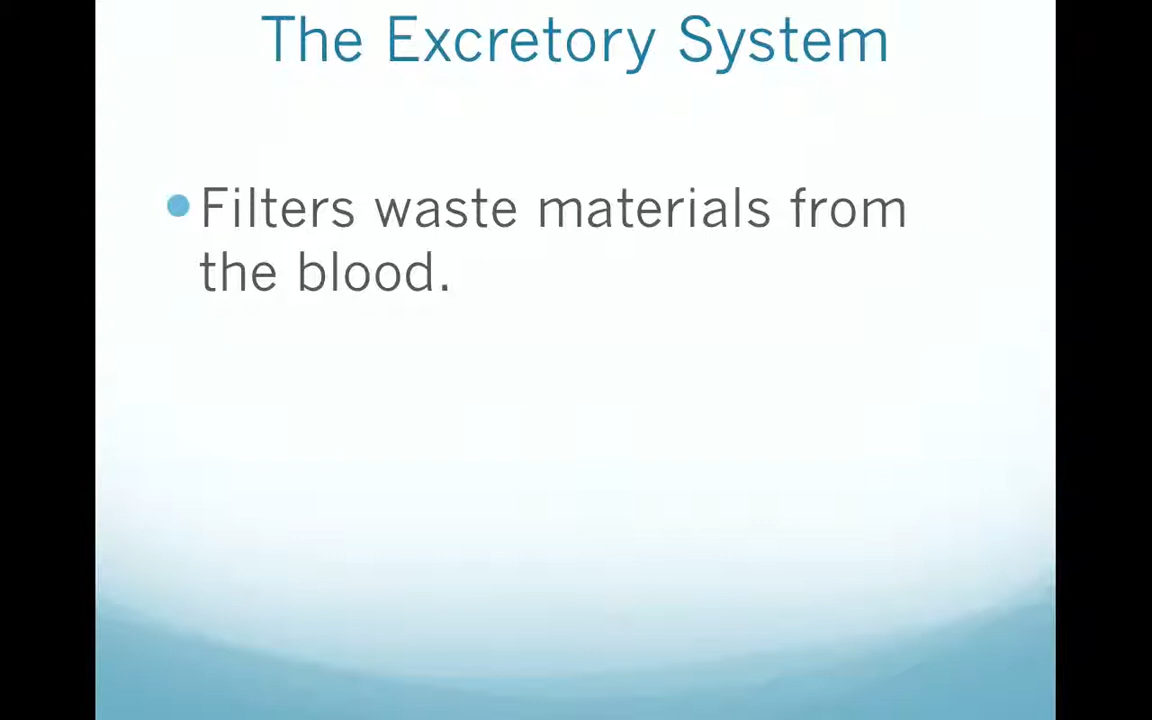 The Excretory System
Filters waste materials from
the blood.